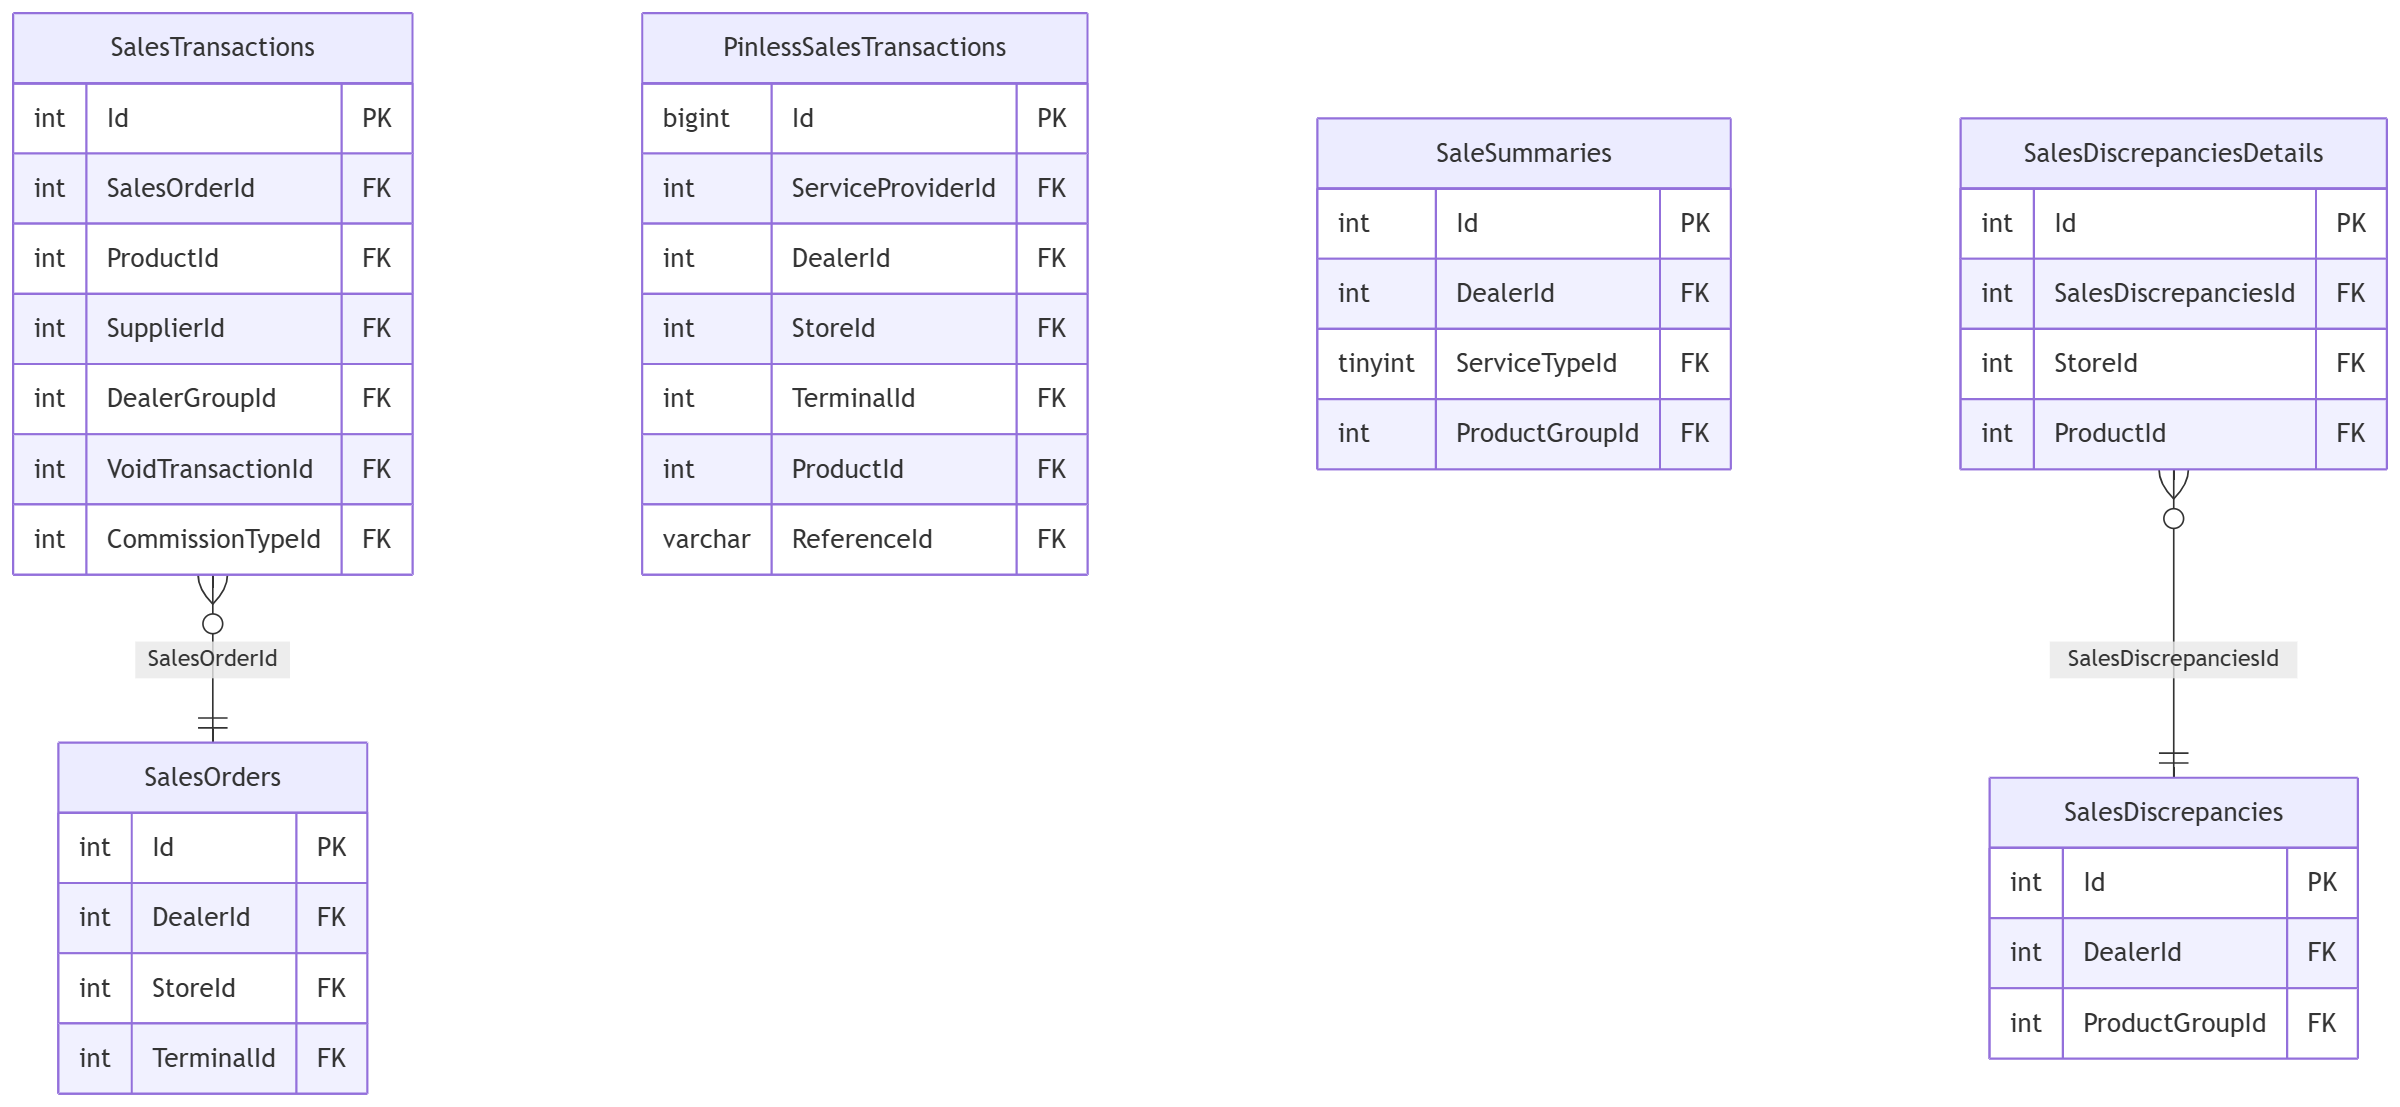 SalesTransactions
int Id PK
int SalesOrderId FK
int ProductId FK
int SupplierId FK
int DealerGroupId FK
int VoidTransactionId FK
int CommissionTypeId FK
SalesOrderId
SalesOrders
int Id PK
int DealerId FK
int StoreId FK
int TerminalId FK
PinlessSalesTransactions
bigint Id PK
int ServiceProviderId FK
int DealerId FK
int StoreId FK
int TerminalId FK
int ProductId FK
varchar ReferenceId FK
SaleSummaries
int Id PK
int DealerId FK
tinyint ServiceTypeId FK
int ProductGroupId FK
SalesDiscrepanciesDetails
int Id PK
int SalesDiscrepanciesId FK
int StoreId FK
int ProductId FK
SalesDiscrepanciesId
SalesDiscrepancies
int Id PK
int DealerId FK
int ProductGroupId FK